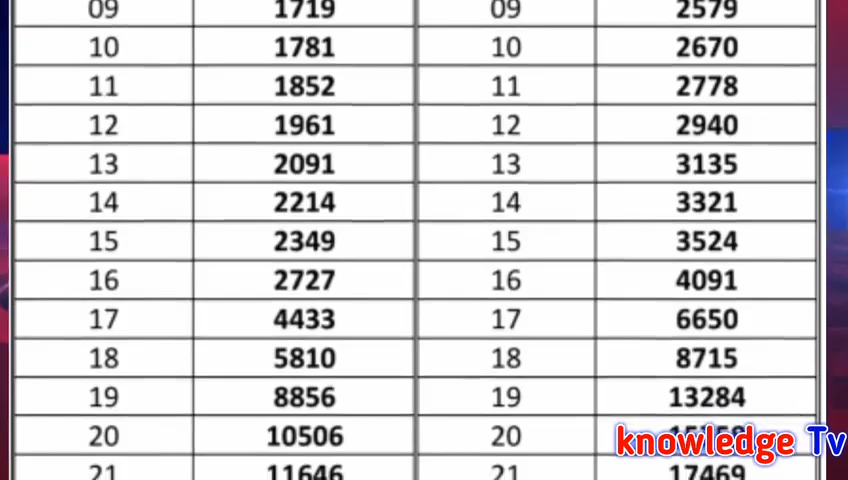 09 1719 09 2579
10 1781 10 2670
11 1852 11 2778
12 1961 12 2940
13 2091 13 3135
14 2214 14 3321
15 2349 15 3524
16 2727 16 4091
17 4433 17 6650
18 5810 18 8715
19 8856 19 13284
20 10506 20
knowledge Tv
21 11646 21 17469